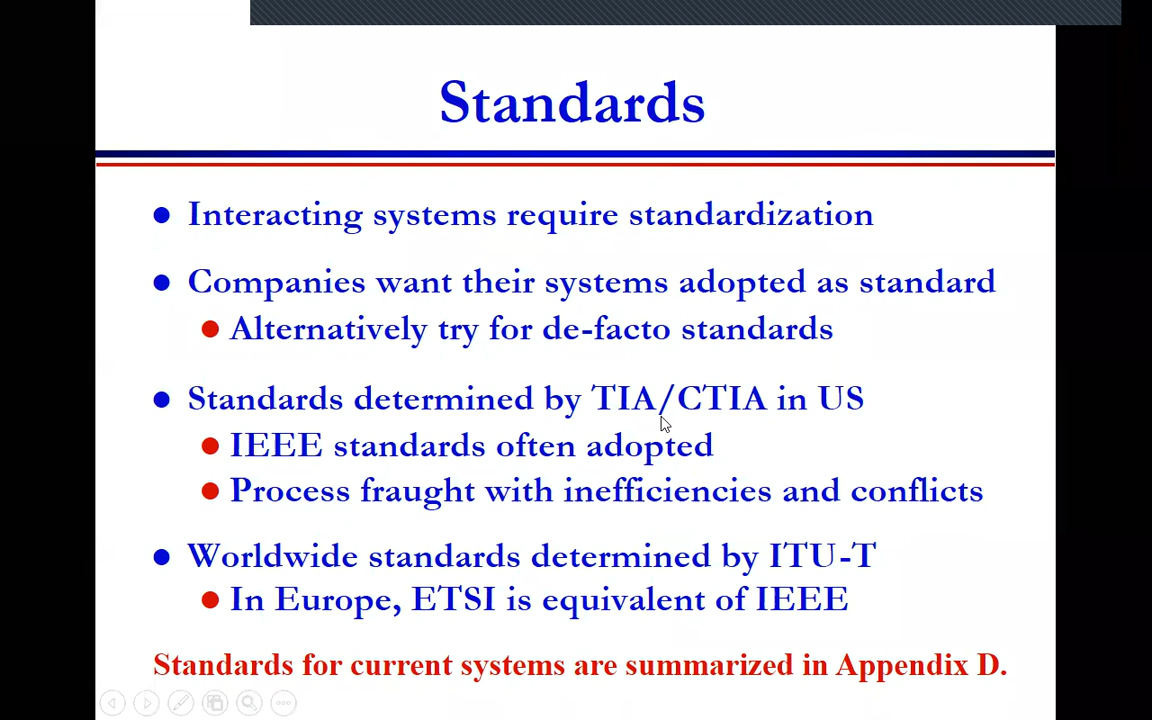 Standards
Interacting systems require standardization
Companies want their systems adopted as standard
Alternatively try for de-facto standards
Standards determined by TIA/CTIA in US
IEEE standards often adopted
Process fraught with inefficiencies and conflicts
Worldwide standards determined by ITU-T
In Europe, ETSI is equivalent of IEEE
Standards for current systems are summarized in Appendix D.